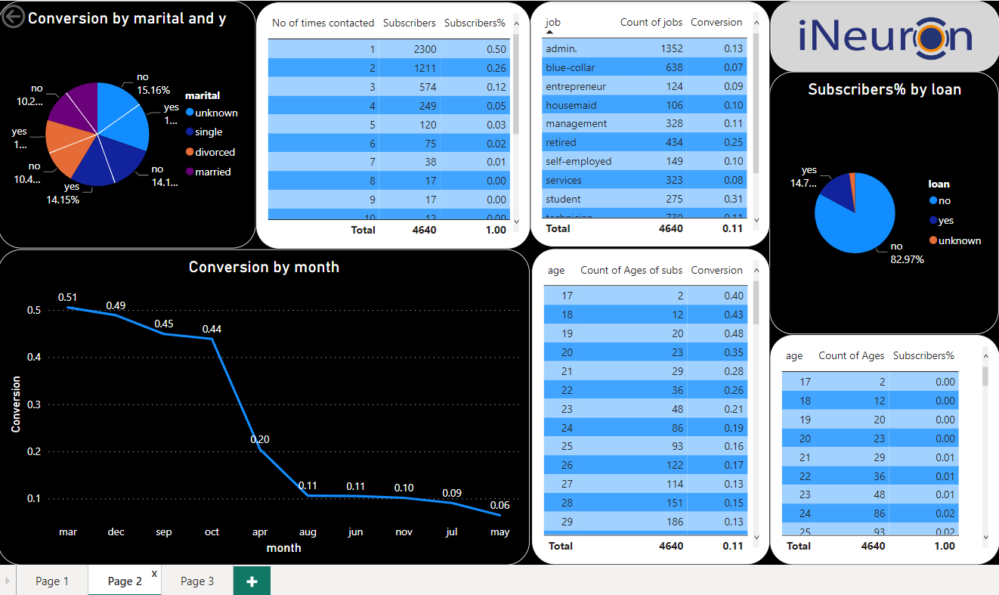 Conversion by marital and y
no
15.16%
yes
1...
no
14.1...
yes
14.15%
no
10.4...
yes
1...
no
10.2...
marital
unknown
single
divorced
married
No of times contacted Subscribers Subscribers%
1 2300 0.50
2 1211 0.26
3 574 0.12
4 249 0.05
5 120 0.03
6 75 0.02
7 38 0.01
8 17 0.00
9 17 0.00
10 12 0.00
Total 4640 1.00
job Count of jobs Conversion
admin. 1352 0.13
blue-collar 638 0.07
entrepreneur 124 0.09
housemaid 106 0.10
management 328 0.11
retired 434 0.25
self-employed 149 0.10
services 323 0.08
student 275 0.31
technician 730 0.11
Total 4640 0.11
iNeuron
Subscribers% by loan
yes
14.7...
no
82.97%
loan
no
yes
unknown
Conversion by month
Conversion
0.5
0.4
0.3
0.2
0.1
0.51
0.49
0.45
0.44
0.20
0.11
0.11
0.10
0.09
0.06
mar dec sep oct apr aug jun nov jul may
month
age Count of Ages of subs Conversion
17 2 0.40
18 12 0.43
19 20 0.48
20 23 0.35
21 29 0.28
22 36 0.26
23 48 0.21
24 86 0.19
25 93 0.16
26 122 0.17
27 114 0.13
28 151 0.15
29 186 0.13
Total 4640 0.11
age Count of Ages Subscribers%
17 2 0.00
18 12 0.00
19 20 0.00
20 23 0.00
21 29 0.01
22 36 0.01
23 48 0.01
24 86 0.02
25 93 0.02
Total 4640 1.00
Page 1
Page 2 x
Page 3
+